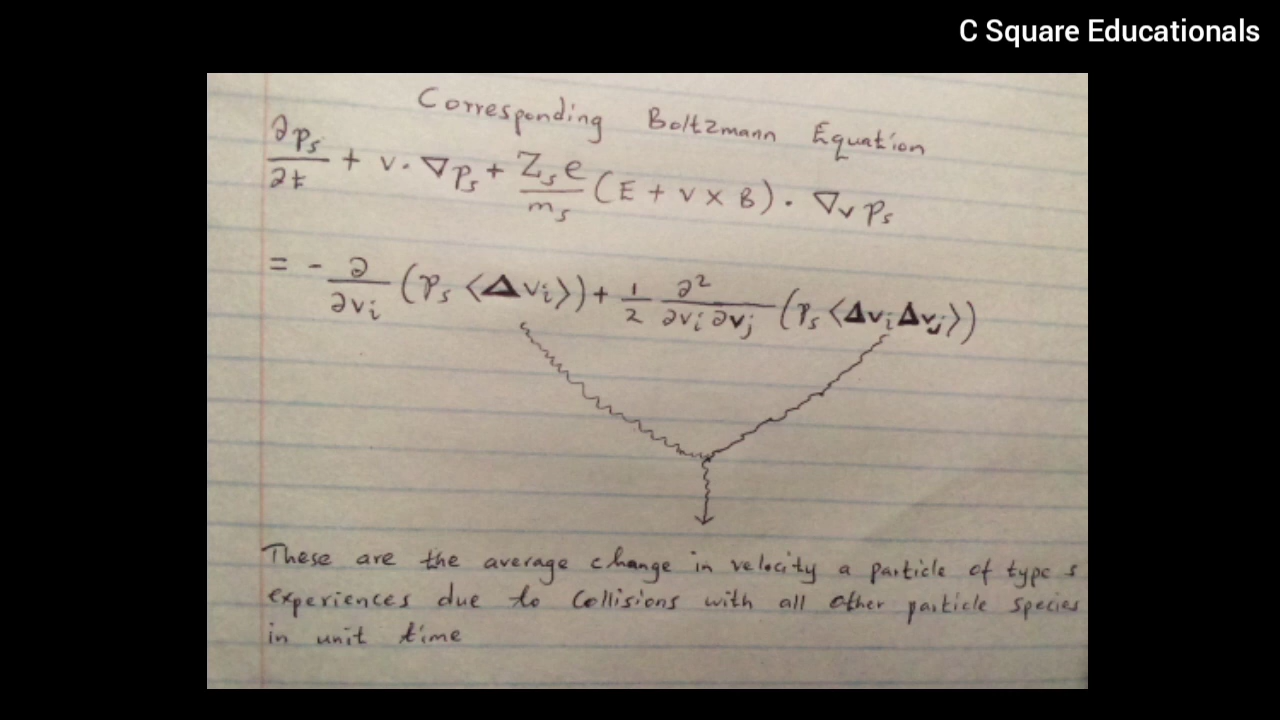 C Square Educationals
Corresponding Boltzmann Equation
∂p_s/∂t + v · ∇p_s + Z_s e/m_s (E + v × B) · ∇_v p_s
= - ∂/∂v_i (p_s <Δv_i>) + 1/2 ∂²/∂v_i ∂v_j (p_s <Δv_i Δv_j>)
These are the average change in velocity a particle of type s
experiences due to Collisions with all other particle species
in unit time